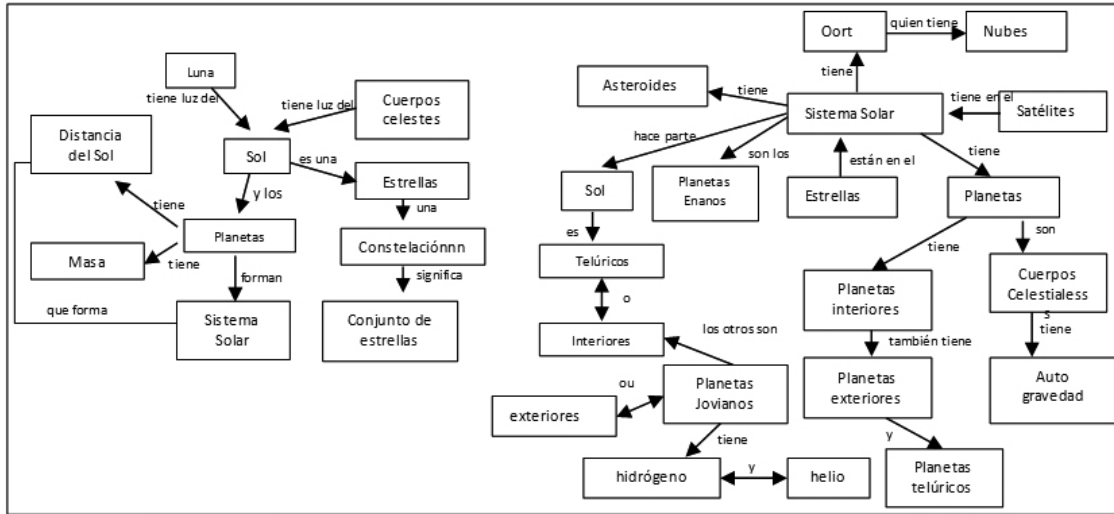 Luna
tiene luz del
tiene luz del
Cuerpos
celestes
Distancia
del Sol
Sol
es una
Estrellas
y los
tiene
una
Planetas
Constelaciónnn
Masa
tiene
forman
significa
que forma
Sistema
Solar
Conjunto de
estrellas
Oort
quien tiene
Nubes
tiene
Asteroides
tiene
Sistema Solar
tiene en el
Satélites
hace parte
son los
están en el
tiene
Sol
Planetas
Enanos
Estrellas
Planetas
es
tiene
son
Telúricos
Planetas
interiores
Cuerpos
Celestialess
s
o
tiene
Interiores
los otros son
también tiene
ou
Planetas
Jovianos
Planetas
exteriores
Auto
gravedad
exteriores
tiene
y
hidrógeno
y
helio
Planetas
telúricos